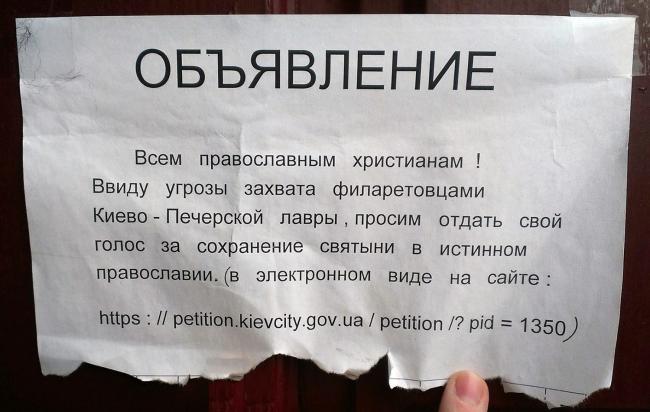 ОБЪЯВЛЕНИЕ
Всем православным христианам !
Ввиду угрозы захвата филаретовцами
Киево - Печерской лавры , просим отдать свой
голос за сохранение святыни в истинном
православии. (в электронном виде на сайте :
https : // petition.kievcity.gov.ua / petition /? pid = 1350)